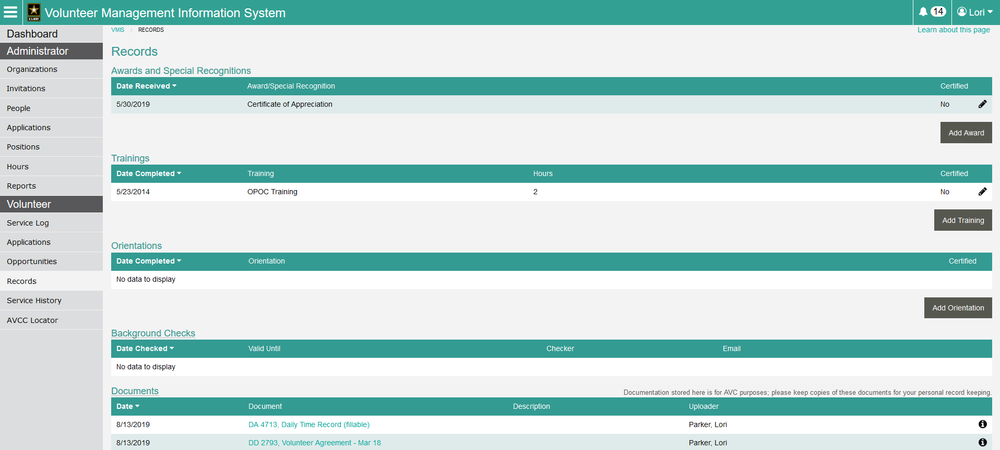 Volunteer Management Information System
14
Lori
Dashboard
Administrator
Organizations
Invitations
People
Applications
Positions
Hours
Reports
Volunteer
Service Log
Applications
Opportunities
Records
Service History
AVCC Locator
VMIS / RECORDS
Learn about this page
Records
Awards and Special Recognitions
Date Received Award/Special Recognition Certified
5/30/2019 Certificate of Appreciation No
Add Award
Trainings
Date Completed Training Hours Certified
5/23/2014 OPOC Training 2 No
Add Training
Orientations
Date Completed Orientation Certified
No data to display
Add Orientation
Background Checks
Date Checked Valid Until Checker Email
No data to display
Documents
Documentation stored here is for AVC purposes; please keep copies of these documents for your personal record keeping.
Date Document Description Uploader
8/13/2019 DA 4713, Daily Time Record (fillable) Parker, Lori
8/13/2019 DD 2793, Volunteer Agreement - Mar 18 Parker, Lori
U.S. ARMY